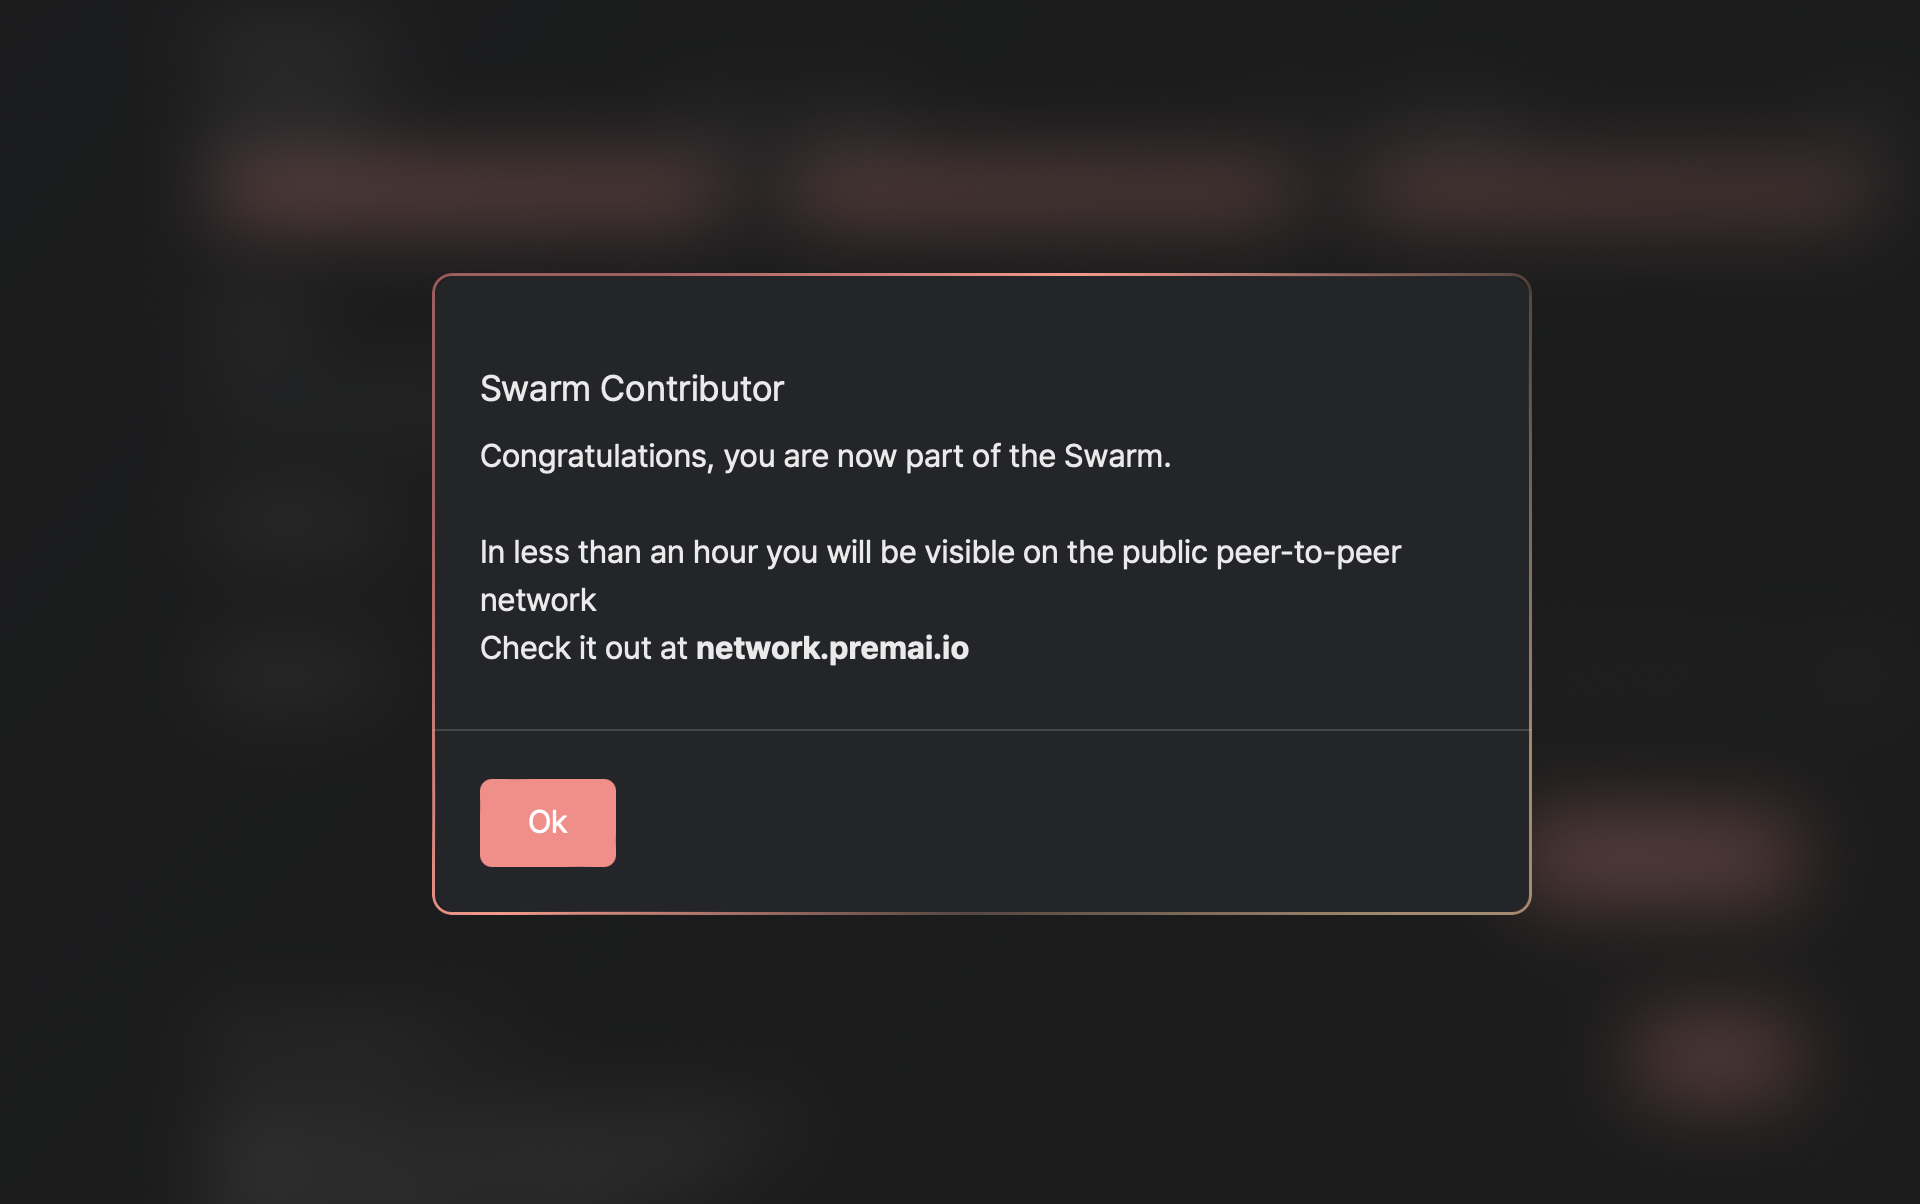 Swarm Contributor
Congratulations, you are now part of the Swarm.
In less than an hour you will be visible on the public peer-to-peer
network
Check it out at network.premai.io
Ok